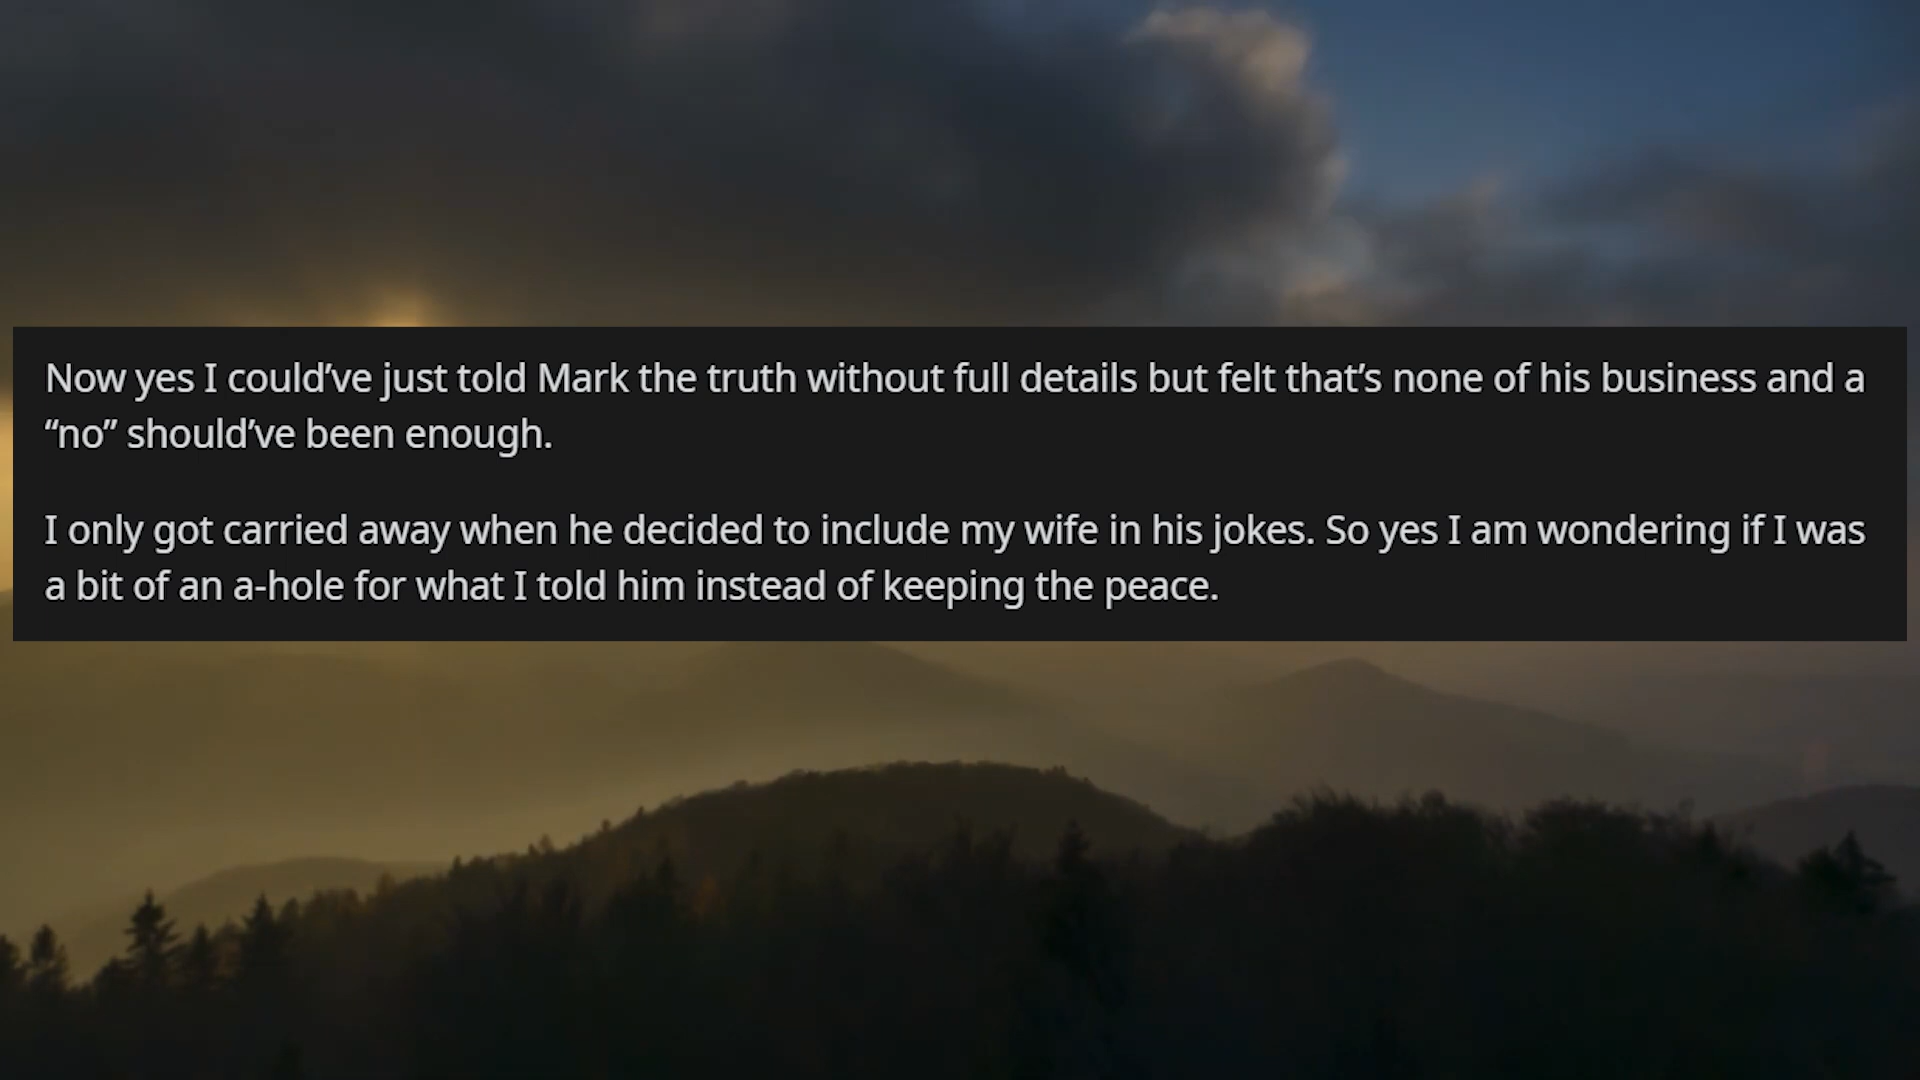 Now yes I could’ve just told Mark the truth without full details but felt that’s none of his business and a
“no” should’ve been enough.
I only got carried away when he decided to include my wife in his jokes. So yes I am wondering if I was
a bit of an a-hole for what I told him instead of keeping the peace.